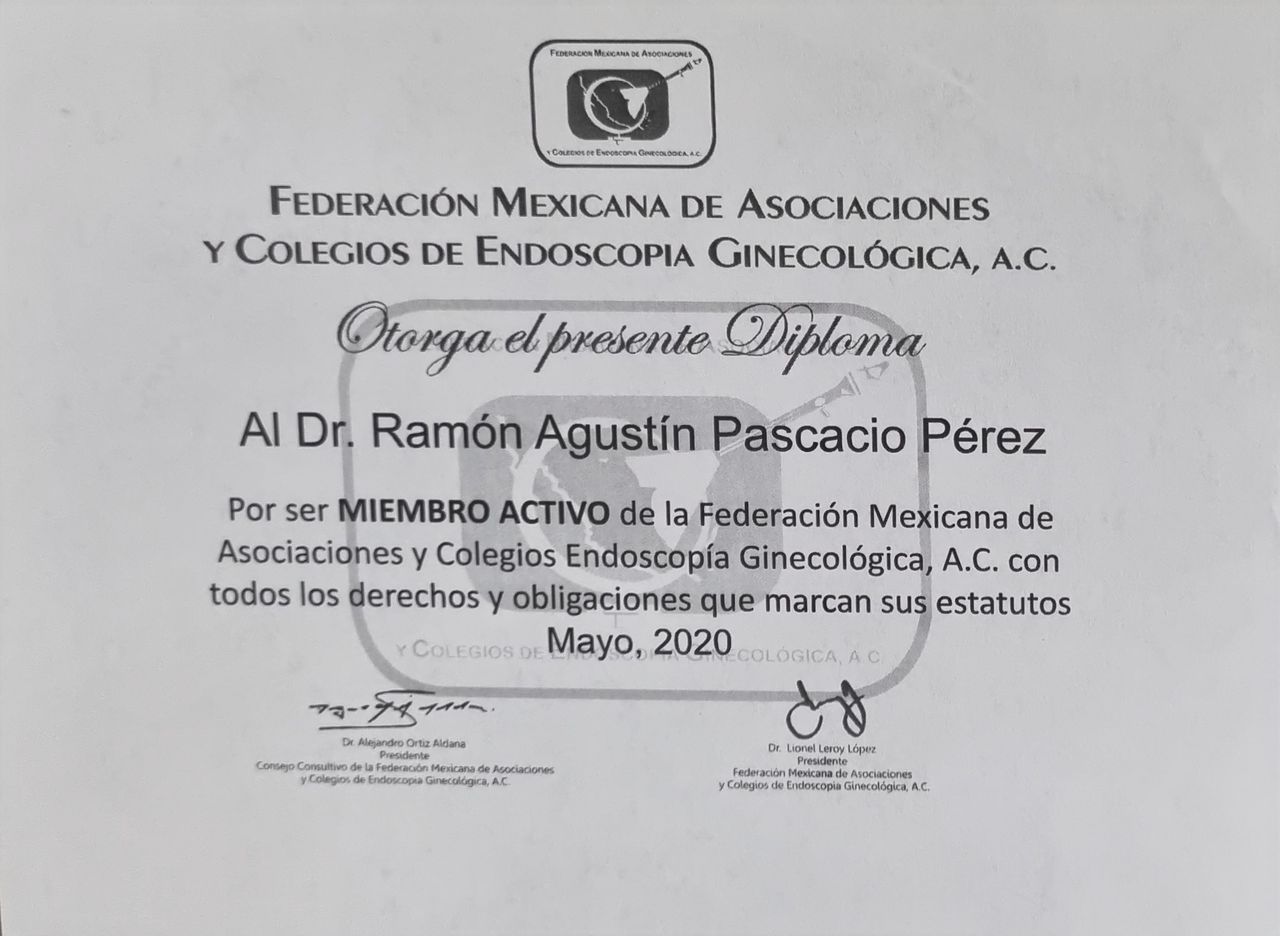 FEDERACIÓN MEXICANA DE ASOCIACIONES
Y COLEGIOS DE ENDOSCOPIA GINECOLÓGICA, A.C.
FEDERACIÓN MEXICANA DE ASOCIACIONES
Y COLEGIOS DE ENDOSCOPIA GINECOLÓGICA, A.C.
Otorga el presente Diploma
Al Dr. Ramón Agustín Pascacio Pérez
Por ser MIEMBRO ACTIVO de la Federación Mexicana de
Asociaciones y Colegios Endoscopía Ginecológica, A.C. con
todos los derechos y obligaciones que marcan sus estatutos
Mayo, 2020
Y COLEGIOS DE ENDOSCOPIA GINECOLÓGICA, A.C.
Dr. Alejandro Ortiz Aldana
Presidente
Consejo Consultivo de la Federación Mexicana de Asociaciones
y Colegios de Endoscopia Ginecológica, A.C.
Dr. Lionel Leroy López
Presidente
Federación Mexicana de Asociaciones
y Colegios de Endoscopia Ginecológica, A.C.